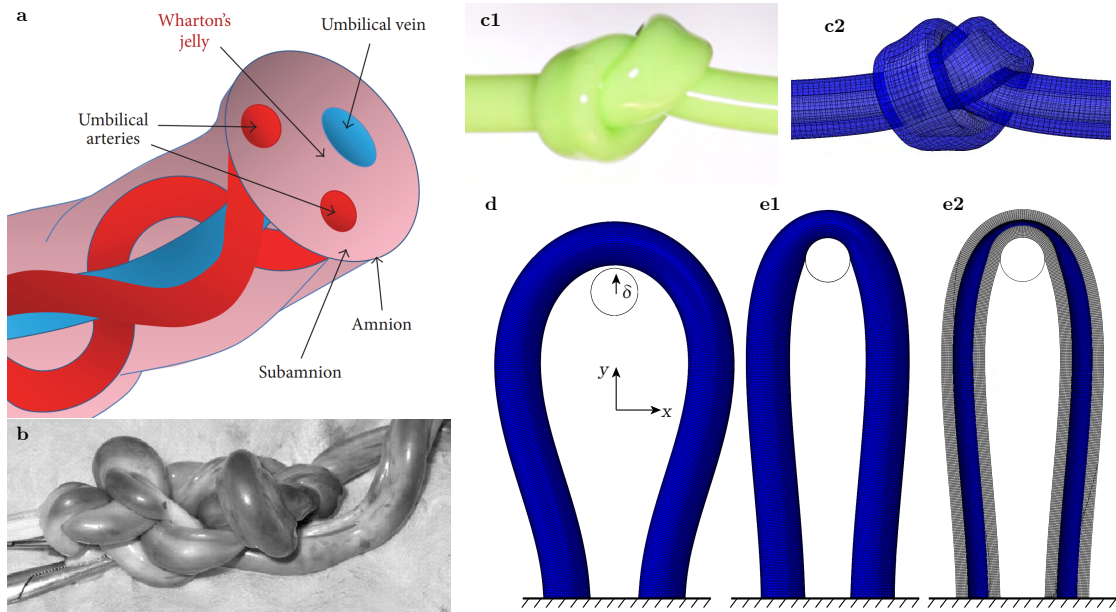 a
Wharton's
jelly
Umbilical vein
Umbilical
arteries
Amnion
Subamnion
b
c1
c2
d
δ
y
x
e1
e2